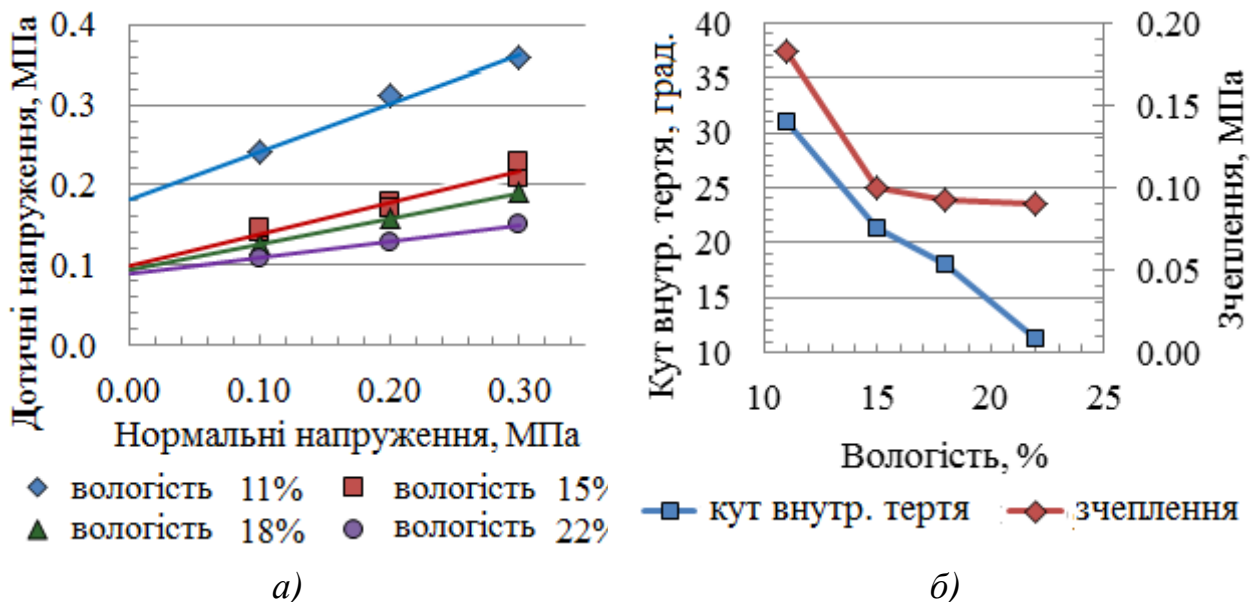 Дотичні напруження, МПа
0.4
0.3
0.2
0.1
0.0
0.00 0.10 0.20 0.30
Нормальні напруження, МПа
вологість 11% вологість 15%
вологість 18% вологість 22%
а)
Кут внутр. тертя, град.
40
35
30
25
20
15
10
0.20
0.15
0.10
0.05
0.00
Зчеплення, МПа
10 15 20 25
Вологість, %
кут внутр. тертя зчеплення
б)